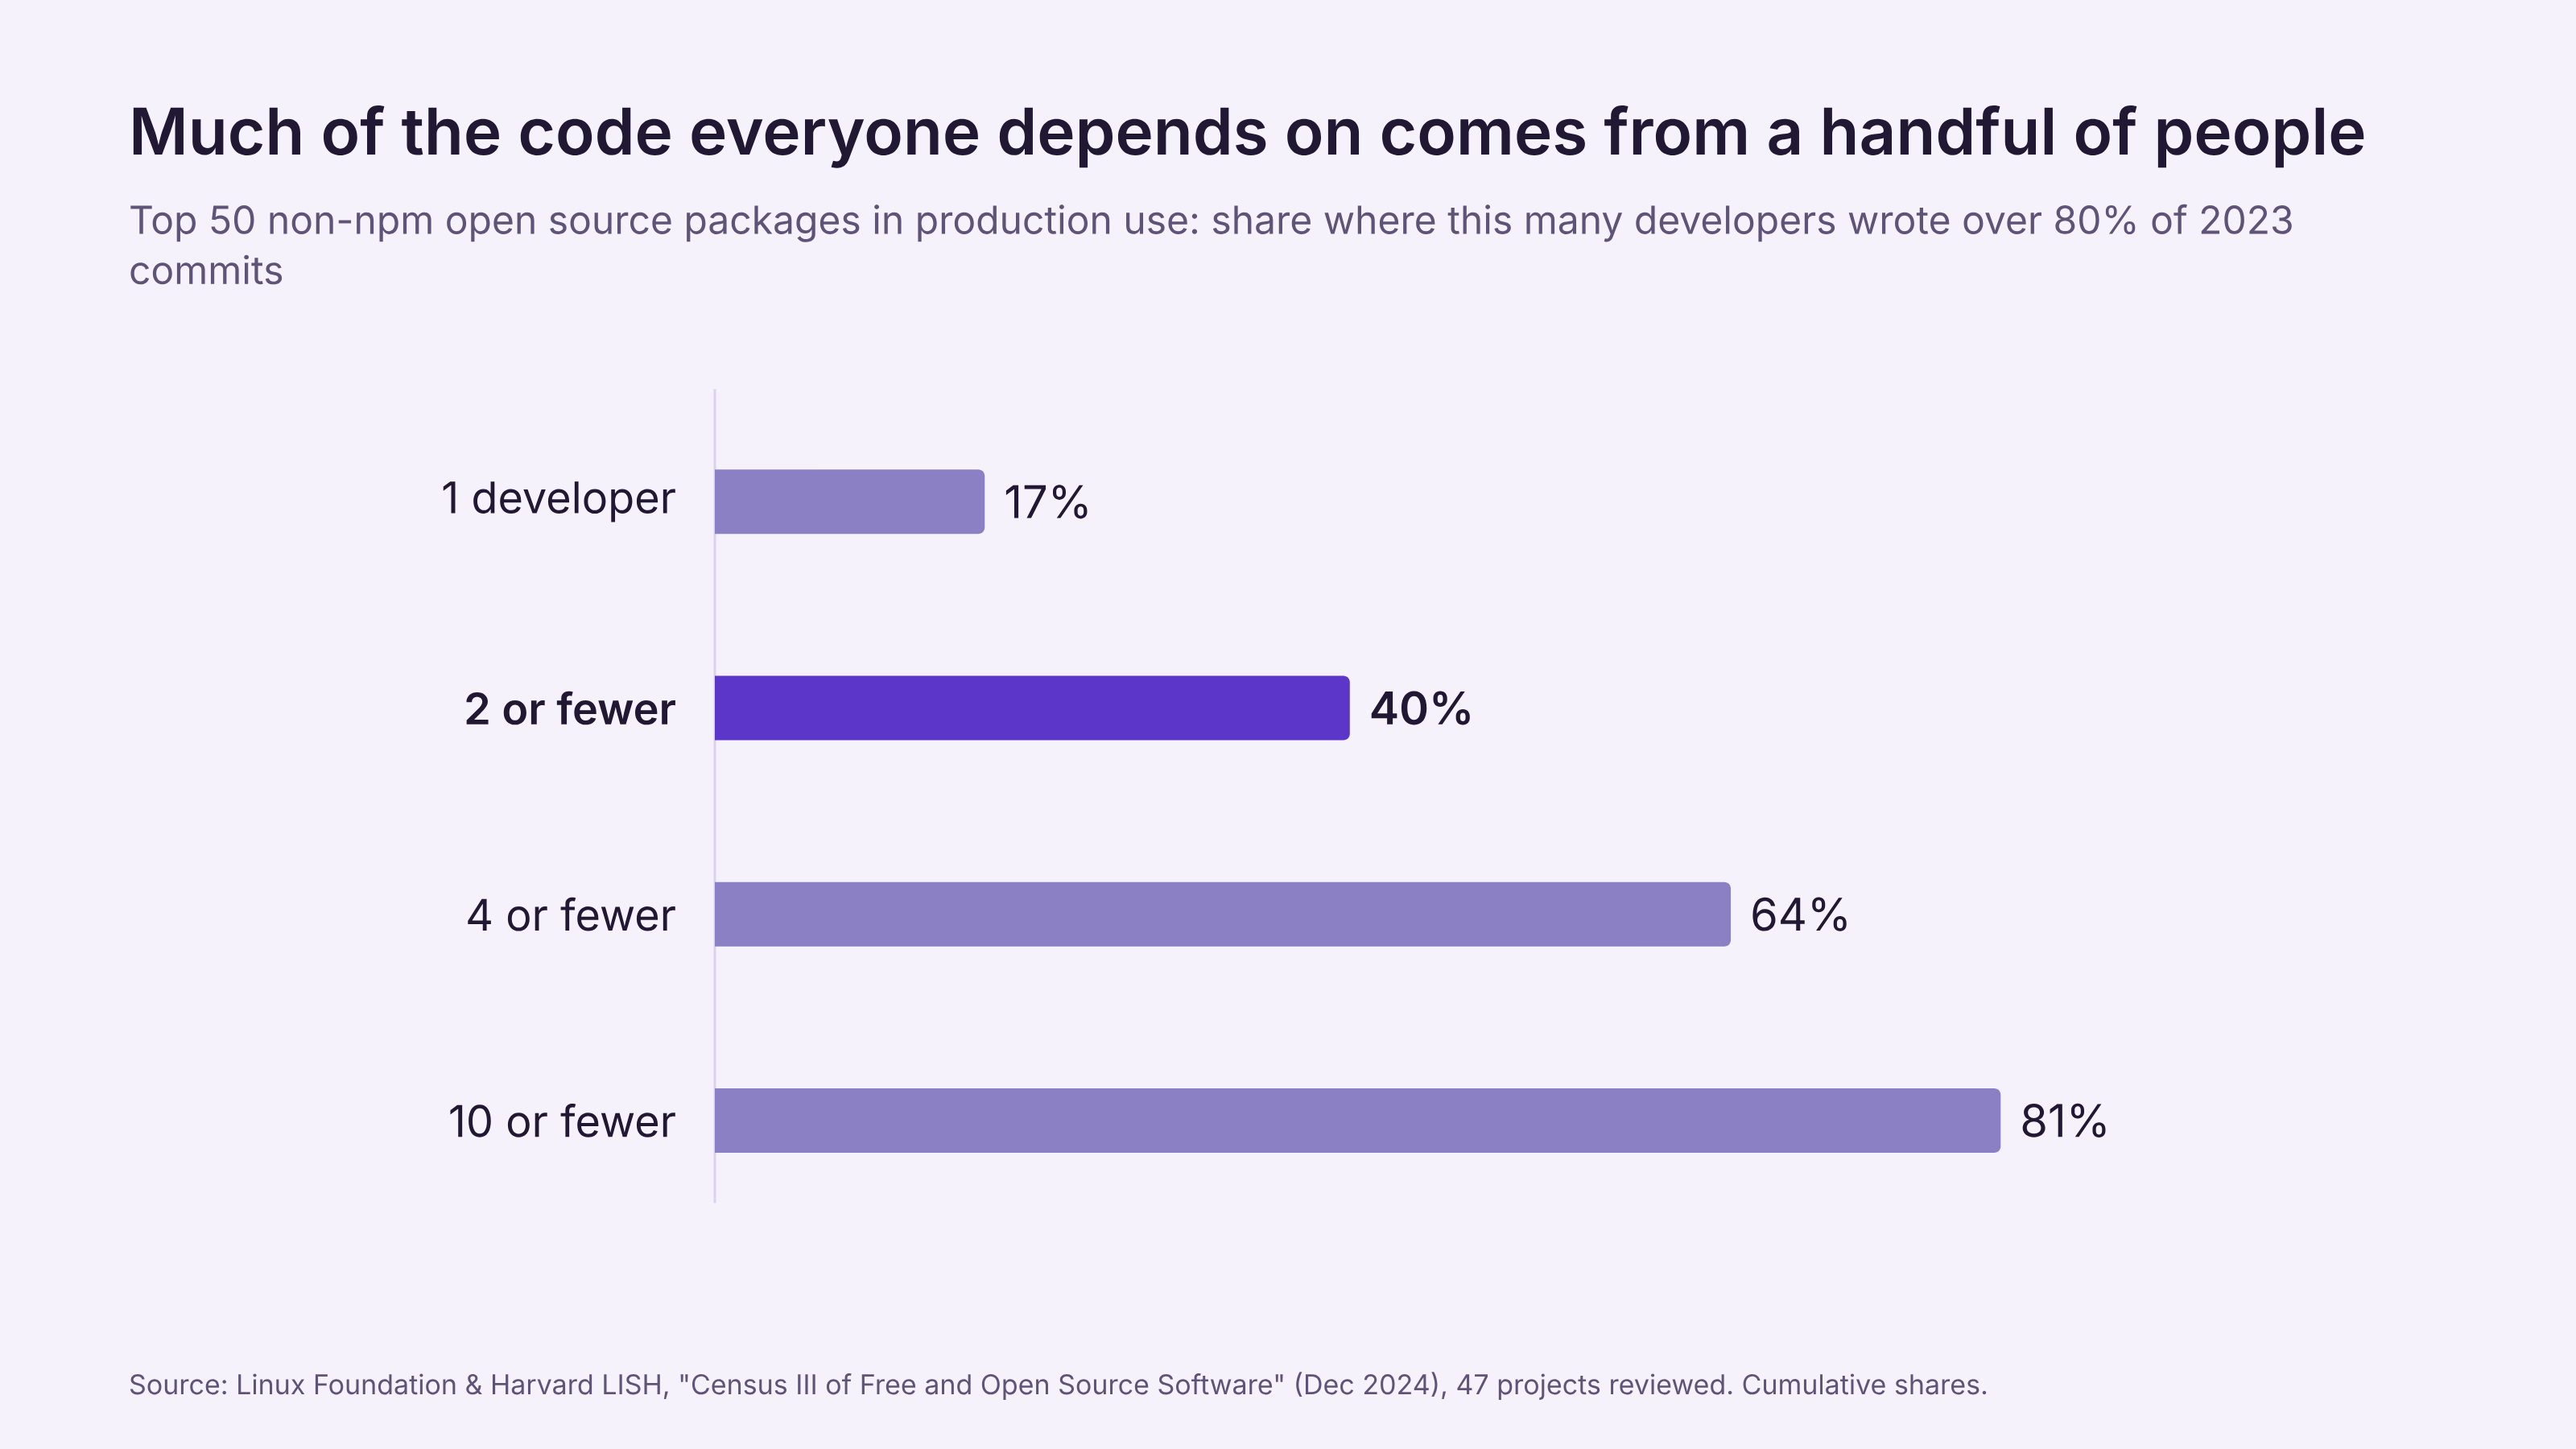 Much of the code everyone depends on comes from a handful of people
Top 50 non-npm open source packages in production use: share where this many developers wrote over 80% of 2023
commits
1 developer 17%
2 or fewer 40%
4 or fewer 64%
10 or fewer 81%
Source: Linux Foundation & Harvard LISH, "Census III of Free and Open Source Software" (Dec 2024), 47 projects reviewed. Cumulative shares.